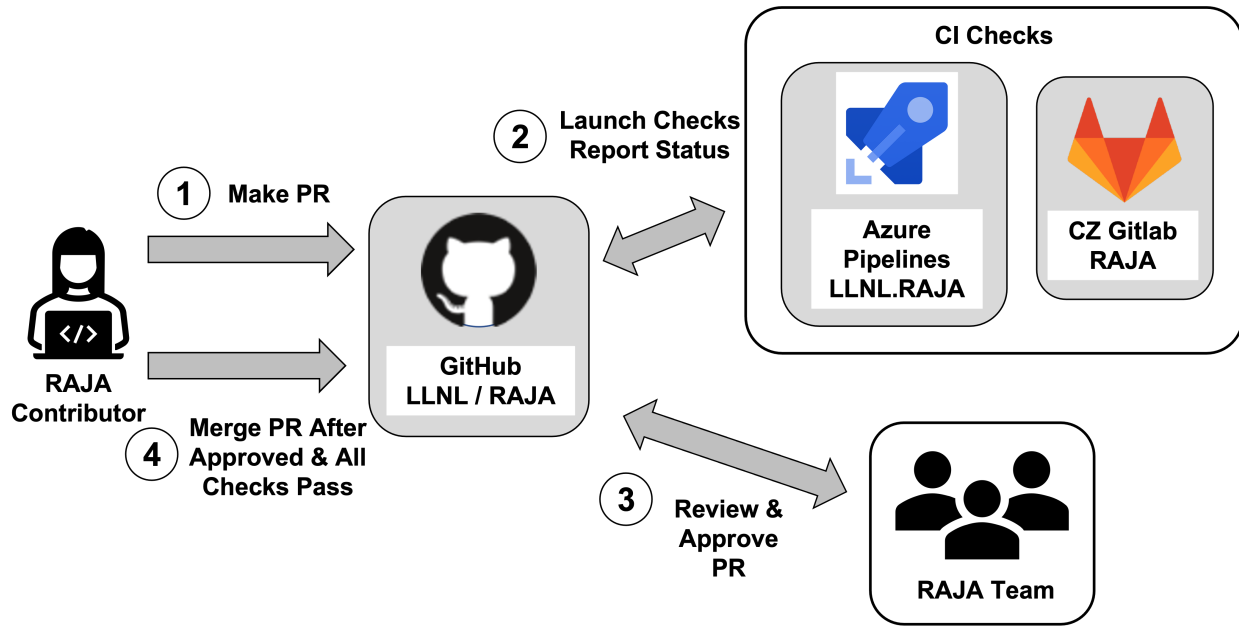 CI Checks
2
Launch Checks
Report Status
1
Make PR
Azure
Pipelines
LLNL.RAJA
CZ Gitlab
RAJA
</>
RAJA
Contributor
GitHub
LLNL / RAJA
4
Merge PR After
Approved & All
Checks Pass
3
Review &
Approve
PR
RAJA Team